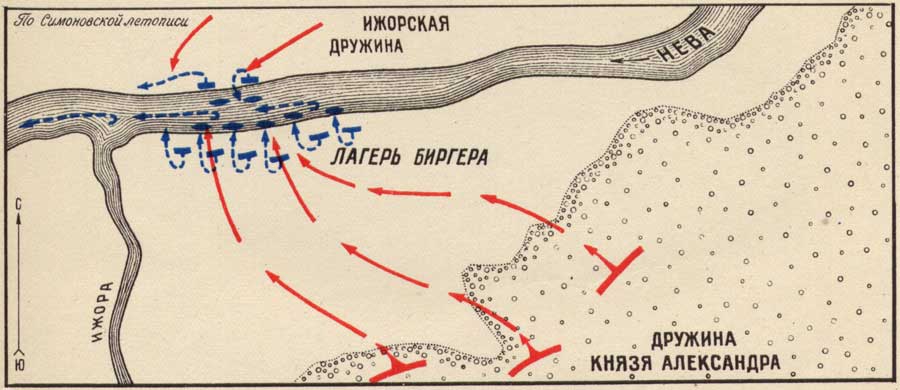 По Симоновской летописи
ИЖОРСКАЯ
ДРУЖИНА
НЕВА
ЛАГЕРЬ БИРГЕРА
С
Ю
ИЖОРА
ДРУЖИНА
КНЯЗЯ АЛЕКСАНДРА